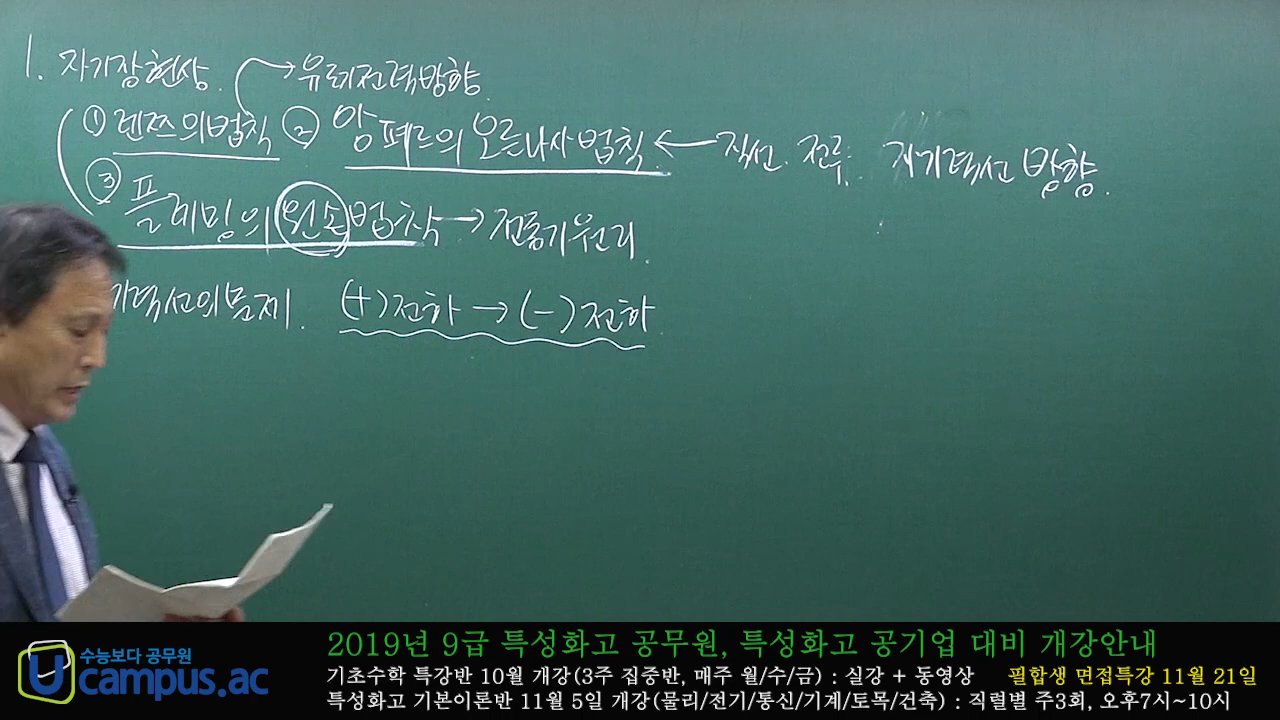 1. 자기장현상. → 유도전력방향.
① 렌쯔의법칙 ② 앙페르의 오른나사법칙 ← 직선 전류. 자기력선 방향.
③ 플레밍의 왼손법칙 → 전동기원리.
기력선의문제. (+)전하 → (-)전하.
수능보다 공무원
Ucampus.ac
2019년 9급 특성화고 공무원, 특성화고 공기업 대비 개강안내
기초수학 특강반 10월 개강(3주 집중반, 매주 월/수/금) : 실강 + 동영상 필합생 면접특강 11월 21일
특성화고 기본이론반 11월 5일 개강(물리/전기/통신/기계/토목/건축) : 직렬별 주3회, 오후7시~10시